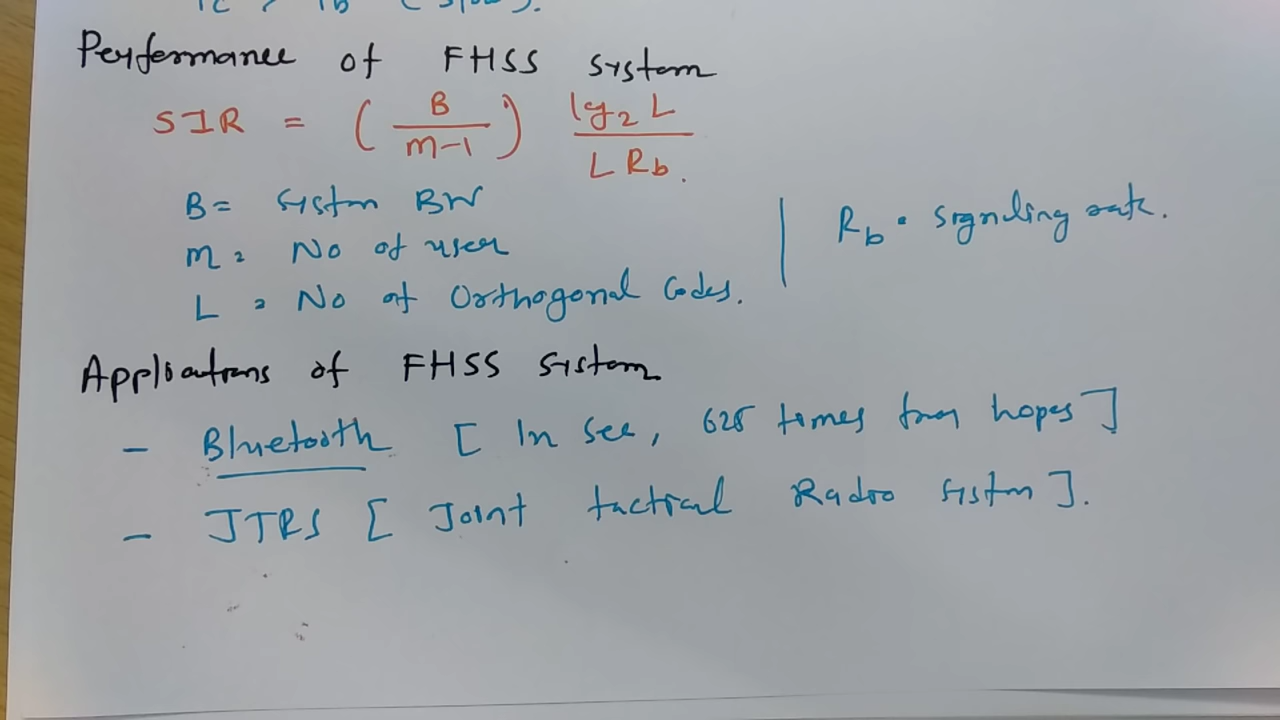 Performance of FHSS system
SIR = ( B / m-1 ) log2 L / L Rb.
B = system BW
m = No of user
L = No of Orthogonal Codes.
Rb = signaling rate.
Applications of FHSS system
- Bluetooth [ In sec, 625 times freq hopes ]
- JTRS [ Joint tactical Radio system ].